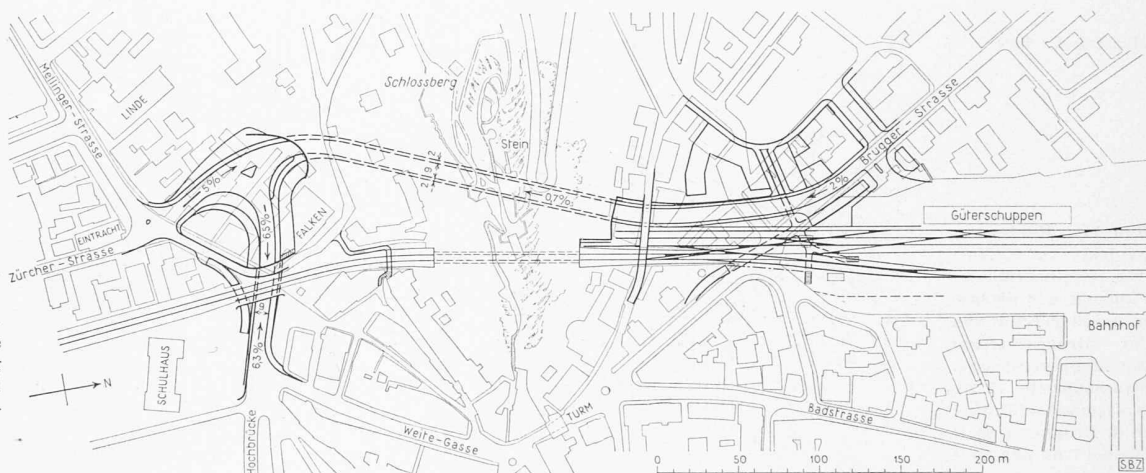 Mellinger-Strasse
LINDE
Schlossberg
Stein
Brugger-Strasse
5%
6,5%
2%
0,7%
EINTRACHT
FALKEN
Zürcher-Strasse
Güterschuppen
Bahnhof
9
6,3%
SCHULHAUS
N
Hochbrücke
Weite-Gasse
TURM
Badstrasse
0 50 100 150 200 m
SBZ